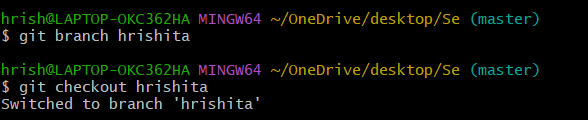 hrish@LAPTOP-OKC362HA MINGW64 ~/OneDrive/desktop/Se (master)
$ git branch hrishita
hrish@LAPTOP-OKC362HA MINGW64 ~/OneDrive/desktop/Se (master)
$ git checkout hrishita
Switched to branch 'hrishita'